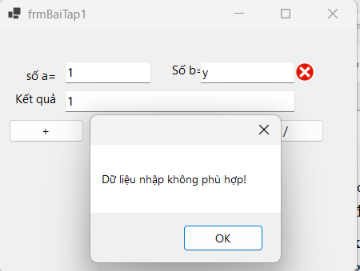 frmBaiTap1
số a= 1 Số b= y
Kết quả 1
+ /
Dữ liệu nhập không phù hợp!
OK